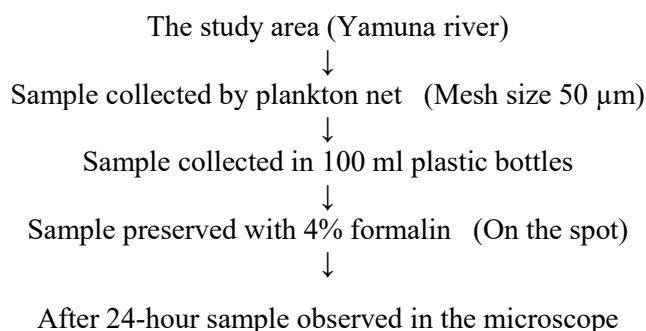 The study area (Yamuna river)
↓
Sample collected by plankton net (Mesh size 50 µm)
↓
Sample collected in 100 ml plastic bottles
↓
Sample preserved with 4% formalin (On the spot)
↓
After 24-hour sample observed in the microscope